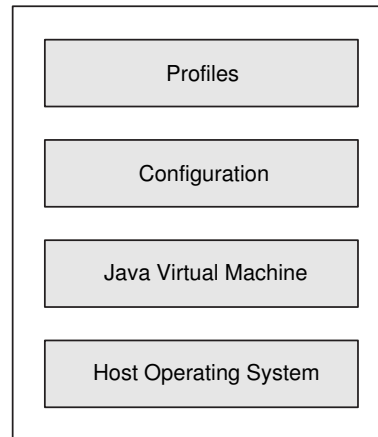 Profiles
Configuration
Java Virtual Machine
Host Operating System